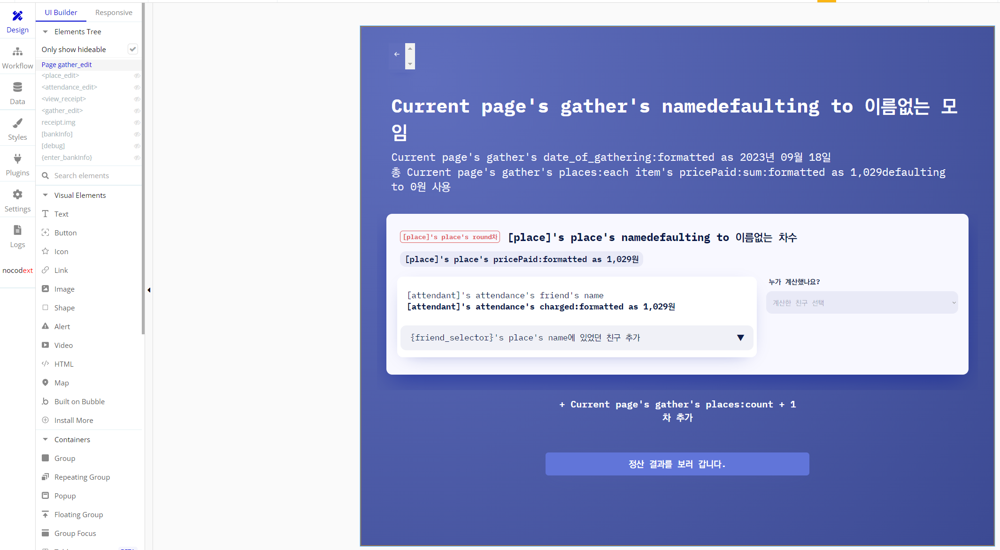 Design
Workflow
Data
Styles
Plugins
Settings
Logs
nocodext
UI Builder
Responsive
Elements Tree
Only show hideable
Page gather_edit
<place_edit>
<attendance_edit>
<view_receipt>
<gather_edit>
receipt.img
[bankInfo]
[debug]
{enter_bankInfo}
Search elements
Visual Elements
Text
Button
Icon
Link
Image
Shape
Alert
Video
HTML
Map
Built on Bubble
Install More
Containers
Group
Repeating Group
Popup
Floating Group
Group Focus
Current page's gather's namedefaulting to 이름없는 모
임
Current page's gather's date_of_gathering:formatted as 2023년 09월 18일
총 Current page's gather's places:each item's pricePaid:sum:formatted as 1,029defaulting
to 0원 사용
[place]'s place's round차
[place]'s place's namedefaulting to 이름없는 차수
[place]'s place's pricePaid:formatted as 1,029원
[attendant]'s attendance's friend's name
[attendant]'s attendance's charged:formatted as 1,029원
{friend_selector}'s place's name에 있었던 친구 추가
누가 계산했나요?
계산한 친구 선택
+ Current page's gather's places:count + 1
차 추가
정산 결과를 보러 갑니다.